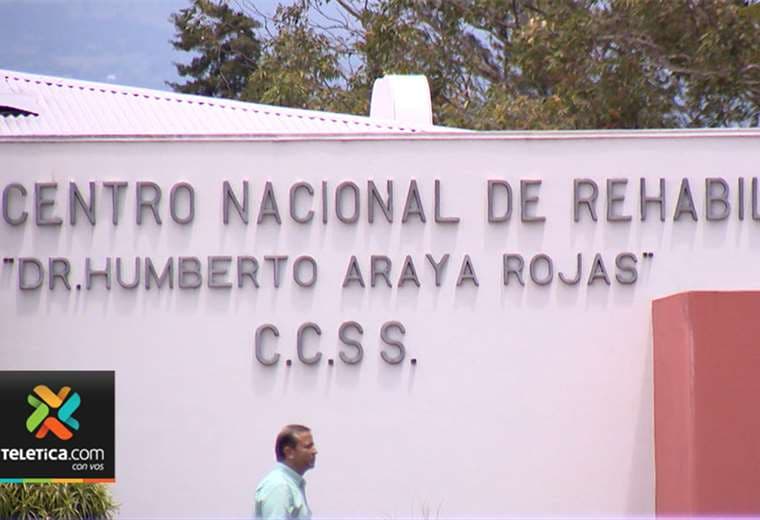 CENTRO NACIONAL DE REHABIL
"DR. HUMBERTO ARAYA ROJAS"
C.C.S.S.
TELETICA.com
con vos